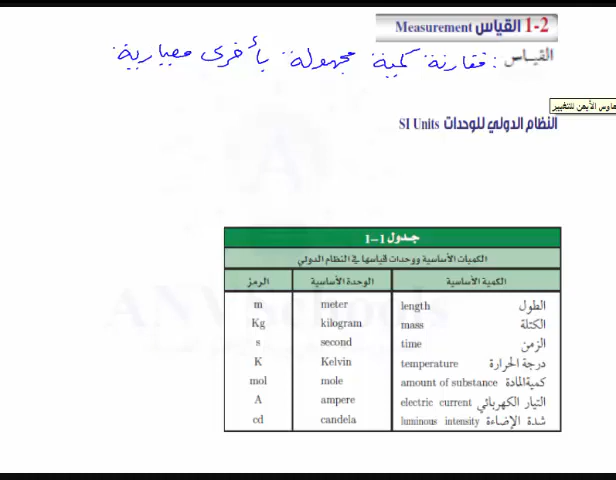 1-2 القياس Measurement
القياس : مقارنة كمية مجهولة بأخرى معيارية
النظام الدولي للوحدات SI Units
جدول 1-1
الكميات الأساسية ووحدات قياسها في النظام الدولي
الكمية الأساسية الوحدة الأساسية الرمز
الطول length meter m
الكتلة mass kilogram Kg
الزمن time second s
درجة الحرارة temperature Kelvin K
كمية المادة amount of substance mole mol
التيار الكهربائي electric current ampere A
شدة الإضاءة luminous intensity candela cd